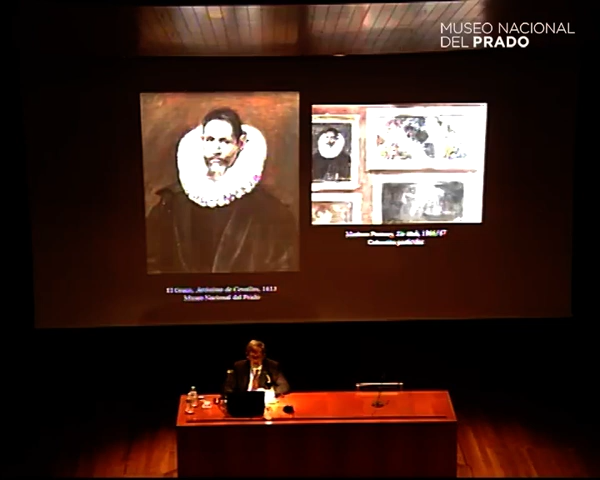 MUSEO NACIONAL
DEL PRADO
El Greco, Jerónimo de Cevallos, 1613
Museo Nacional del Prado
Colección particular